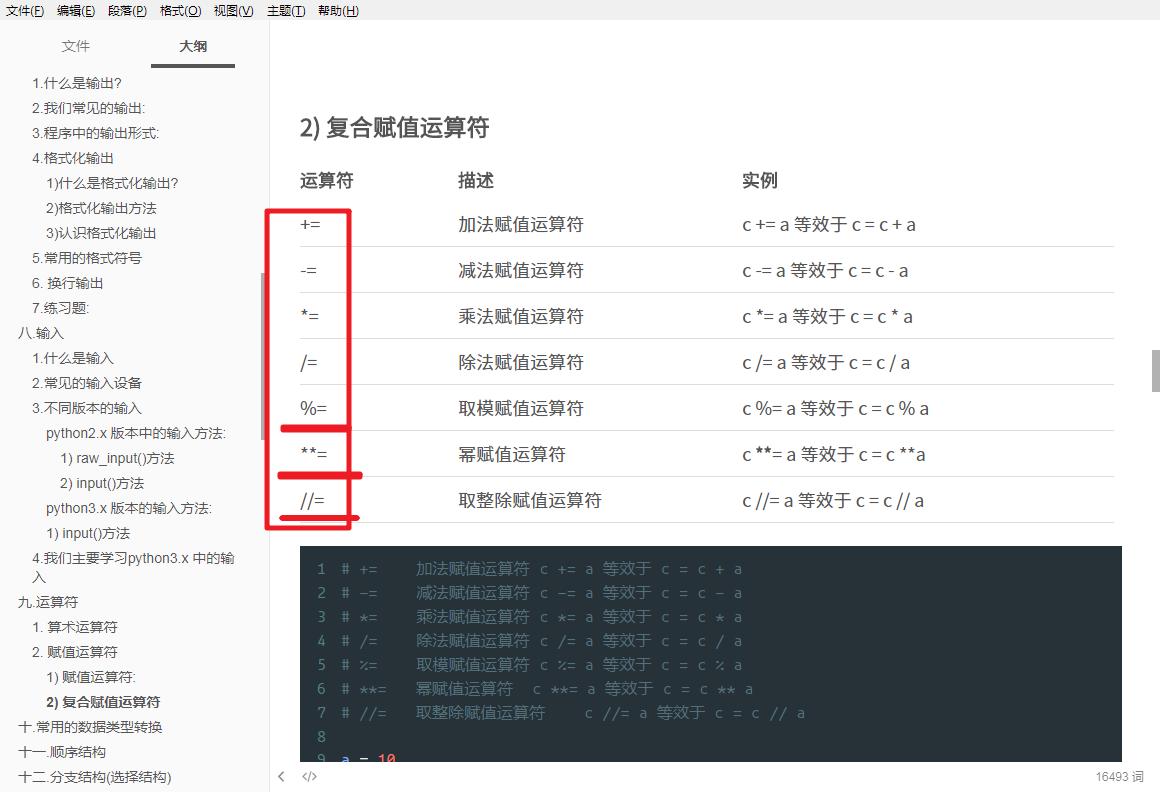 文件(F) 编辑(E) 段落(P) 格式(O) 视图(V) 主题(T) 帮助(H)
文件 大纲
1.什么是输出?
2.我们常见的输出:
3.程序中的输出形式:
4.格式化输出
1)什么是格式化输出?
2)格式化输出方法
3)认识格式化输出
5.常用的格式符号
6. 换行输出
7.练习题:
八.输入
1.什么是输入
2.常见的输入设备
3.不同版本的输入
python2.x 版本中的输入方法:
1) raw_input()方法
2) input()方法
python3.x 版本的输入方法:
1) input()方法
4.我们主要学习python3.x 中的输
入
九.运算符
1. 算术运算符
2. 赋值运算符
1) 赋值运算符:
2) 复合赋值运算符
十.常用的数据类型转换
十一.顺序结构
十二.分支结构(选择结构)
2) 复合赋值运算符
运算符 描述 实例
+= 加法赋值运算符 c += a 等效于 c = c + a
-= 减法赋值运算符 c -= a 等效于 c = c - a
*= 乘法赋值运算符 c *= a 等效于 c = c * a
/= 除法赋值运算符 c /= a 等效于 c = c / a
%= 取模赋值运算符 c %= a 等效于 c = c % a
**= 幂赋值运算符 c **= a 等效于 c = c **a
//= 取整除赋值运算符 c //= a 等效于 c = c // a
1 # += 加法赋值运算符 c += a 等效于 c = c + a
2 # -= 减法赋值运算符 c -= a 等效于 c = c - a
3 # *= 乘法赋值运算符 c *= a 等效于 c = c * a
4 # /= 除法赋值运算符 c /= a 等效于 c = c / a
5 # %= 取模赋值运算符 c %= a 等效于 c = c % a
6 # **= 幂赋值运算符 c **= a 等效于 c = c ** a
7 # //= 取整除赋值运算符 c //= a 等效于 c = c // a
8
9 a = 10
16493 词